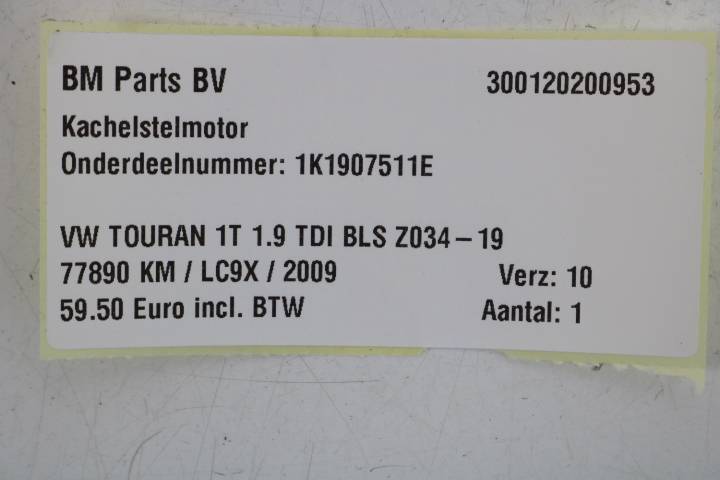 BM Parts BV 300120200953
Kachelstelmotor
Onderdeelnummer: 1K1907511E
VW TOURAN 1T 1.9 TDI BLS Z034-19
77890 KM / LC9X / 2009 Verz: 10
59.50 Euro incl. BTW Aantal: 1